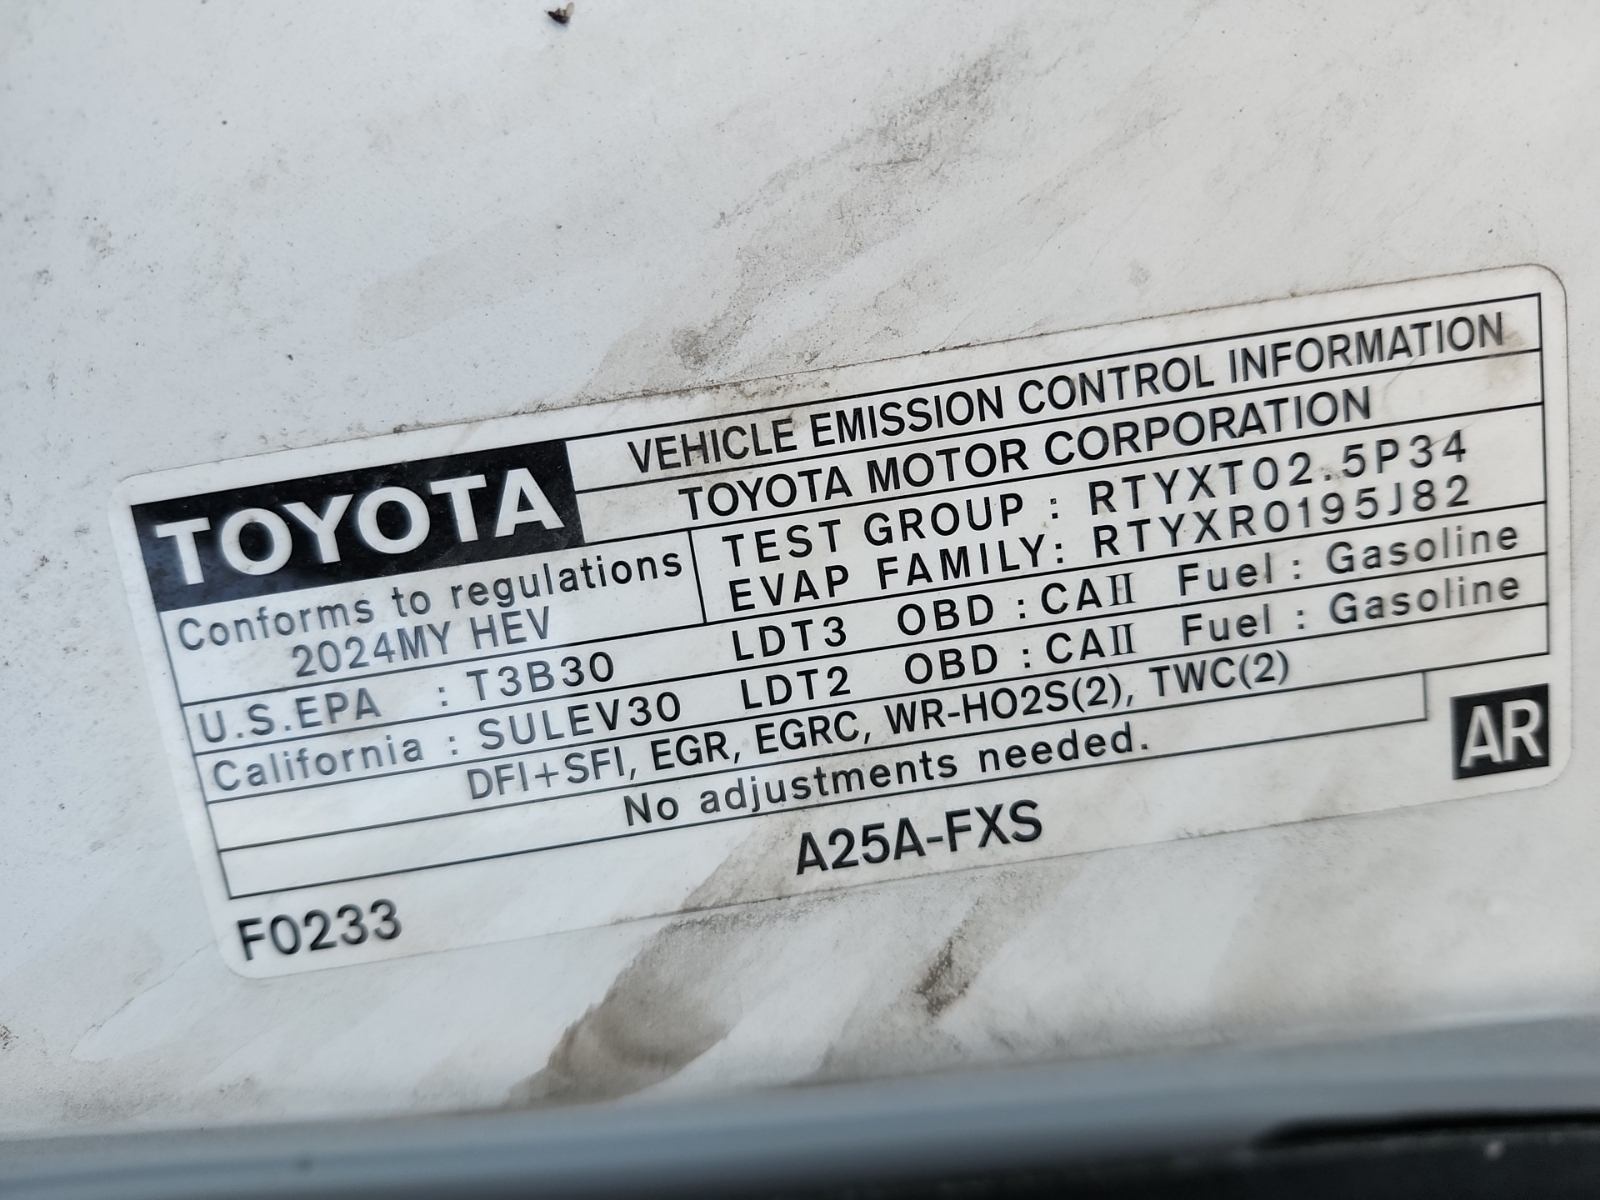 TOYOTA
VEHICLE EMISSION CONTROL INFORMATION
TOYOTA MOTOR CORPORATION
Conforms to regulations
2024MY HEV
TEST GROUP : RTYXT02.5P34
EVAP FAMILY: RTYXR0195J82
U.S.EPA : T3B30 LDT3 OBD : CAⅡ Fuel : Gasoline
California : SULEV30 LDT2 OBD : CAⅡ Fuel : Gasoline
DFI+SFI, EGR, EGRC, WR-HO2S(2), TWC(2)
No adjustments needed.
AR
A25A-FXS
F0233